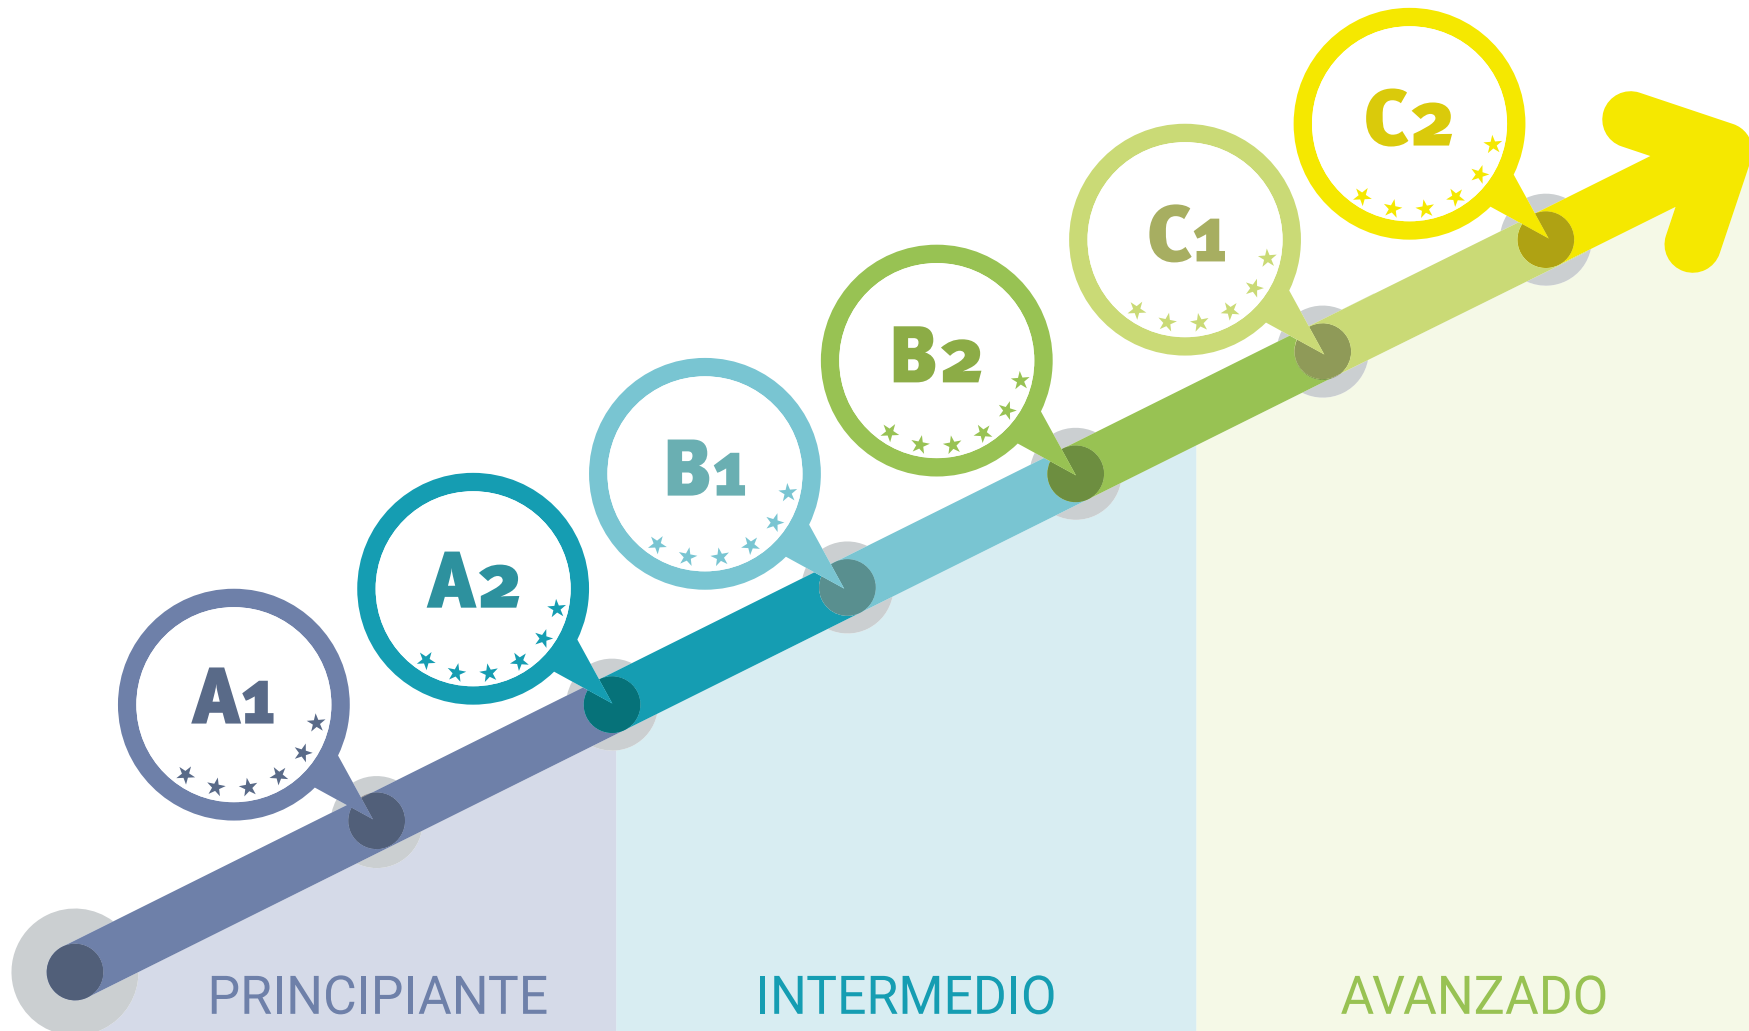 A1
A2
B1
B2
C1
C2
PRINCIPIANTE
INTERMEDIO
AVANZADO